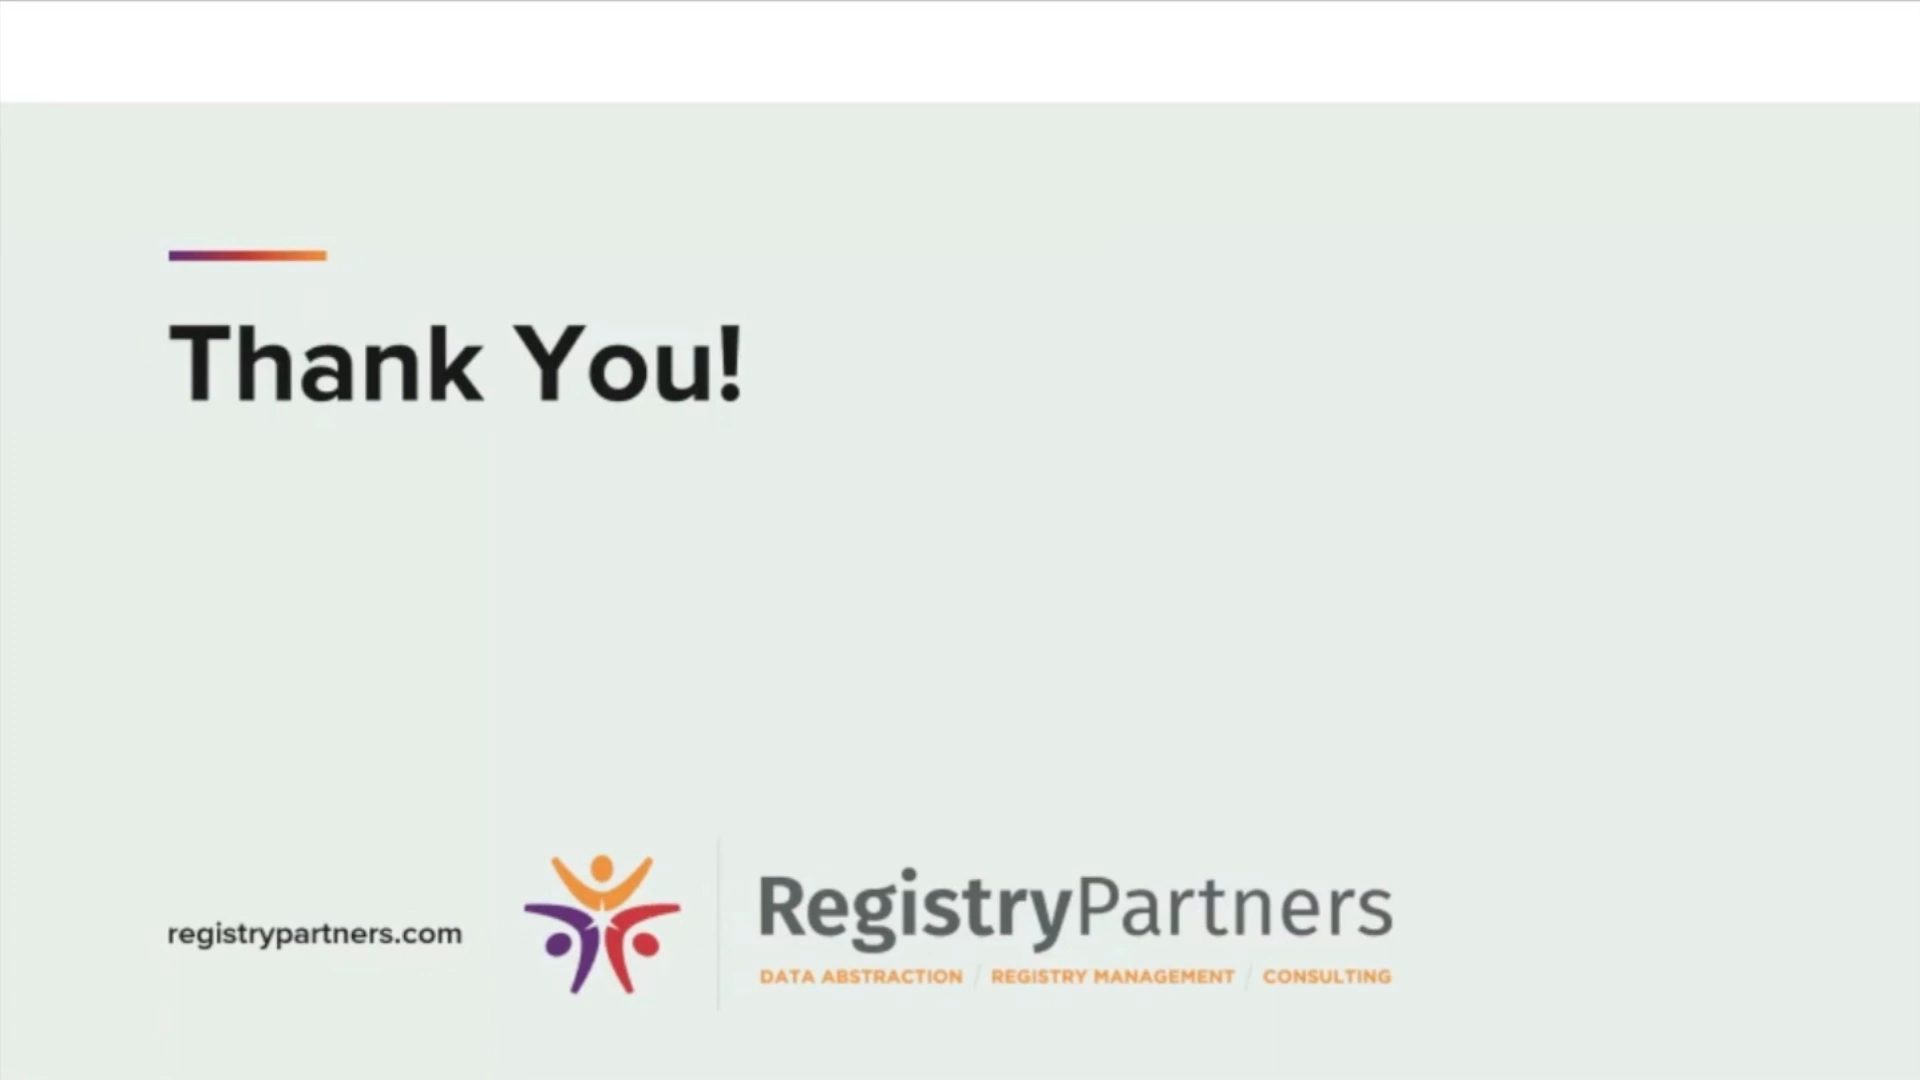 Thank You!
registrypartners.com
RegistryPartners
DATA ABSTRACTION / REGISTRY MANAGEMENT / CONSULTING